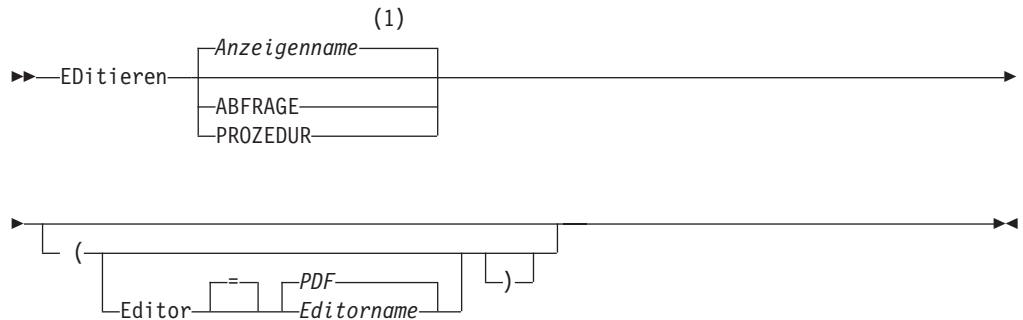 (1)
Anzeigenname
EDitieren
ABFRAGE
PROZEDUR
(
)
= PDF
Editor Editorname